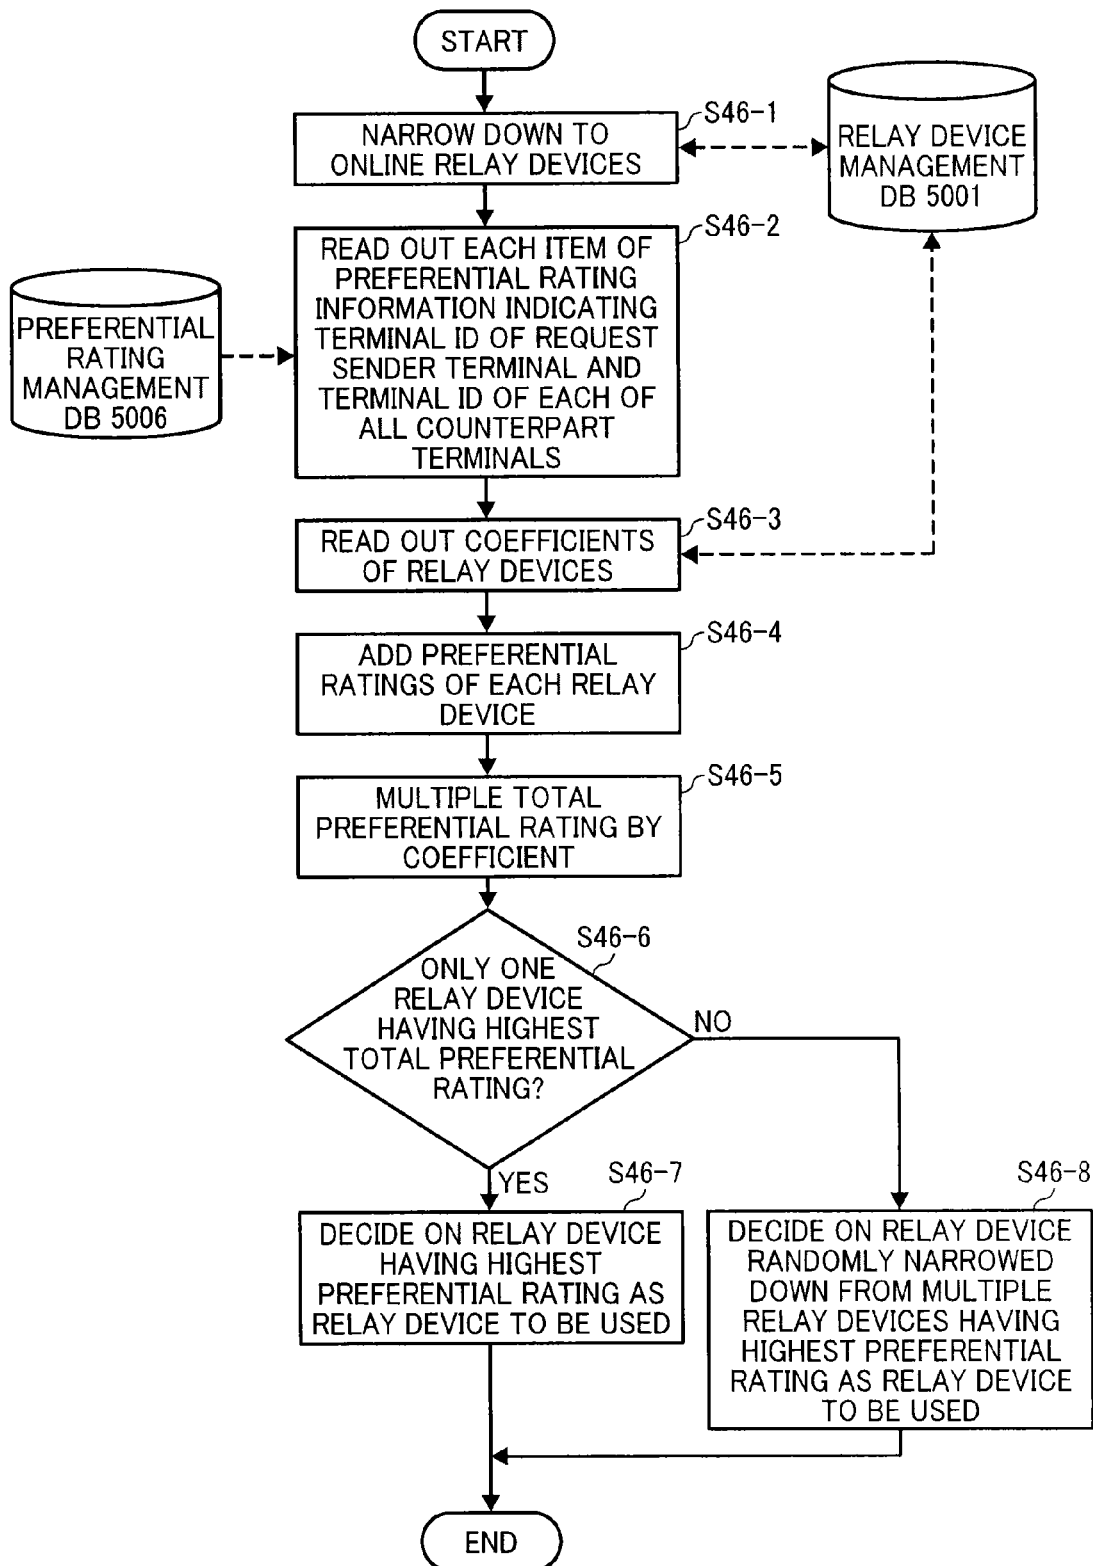 START
S46-1
NARROW DOWN TO
ONLINE RELAY DEVICES
RELAY DEVICE
MANAGEMENT
DB 5001
S46-2
READ OUT EACH ITEM OF
PREFERENTIAL RATING
INFORMATION INDICATING
TERMINAL ID OF REQUEST
SENDER TERMINAL AND
TERMINAL ID OF EACH OF
ALL COUNTERPART
TERMINALS
PREFERENTIAL
RATING
MANAGEMENT
DB 5006
S46-3
READ OUT COEFFICIENTS
OF RELAY DEVICES
S46-4
ADD PREFERENTIAL
RATINGS OF EACH RELAY
DEVICE
S46-5
MULTIPLE TOTAL
PREFERENTIAL RATING BY
COEFFICIENT
S46-6
ONLY ONE
RELAY DEVICE
HAVING HIGHEST
TOTAL PREFERENTIAL
RATING?
NO
YES
S46-7
DECIDE ON RELAY DEVICE
HAVING HIGHEST
PREFERENTIAL RATING AS
RELAY DEVICE TO BE USED
S46-8
DECIDE ON RELAY DEVICE
RANDOMLY NARROWED
DOWN FROM MULTIPLE
RELAY DEVICES HAVING
HIGHEST PREFERENTIAL
RATING AS RELAY DEVICE
TO BE USED
END